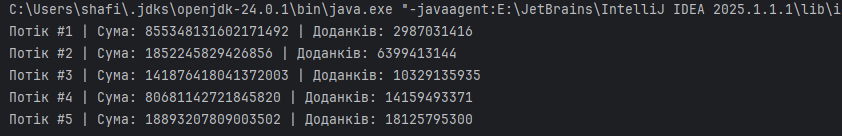 C:\Users\shafi\.jdks\openjdk-24.0.1\bin\java.exe "-javaagent:E:\JetBrains\IntelliJ IDEA 2025.1.1.1\lib\i
Потік #1 | Сума: 855348131602171492 | Доданків: 2987031416
Потік #2 | Сума: 1852245829426856 | Доданків: 6399413144
Потік #3 | Сума: 141876418041372003 | Доданків: 10329135935
Потік #4 | Сума: 80681142721845820 | Доданків: 14159493371
Потік #5 | Сума: 18893207809003502 | Доданків: 18125795300